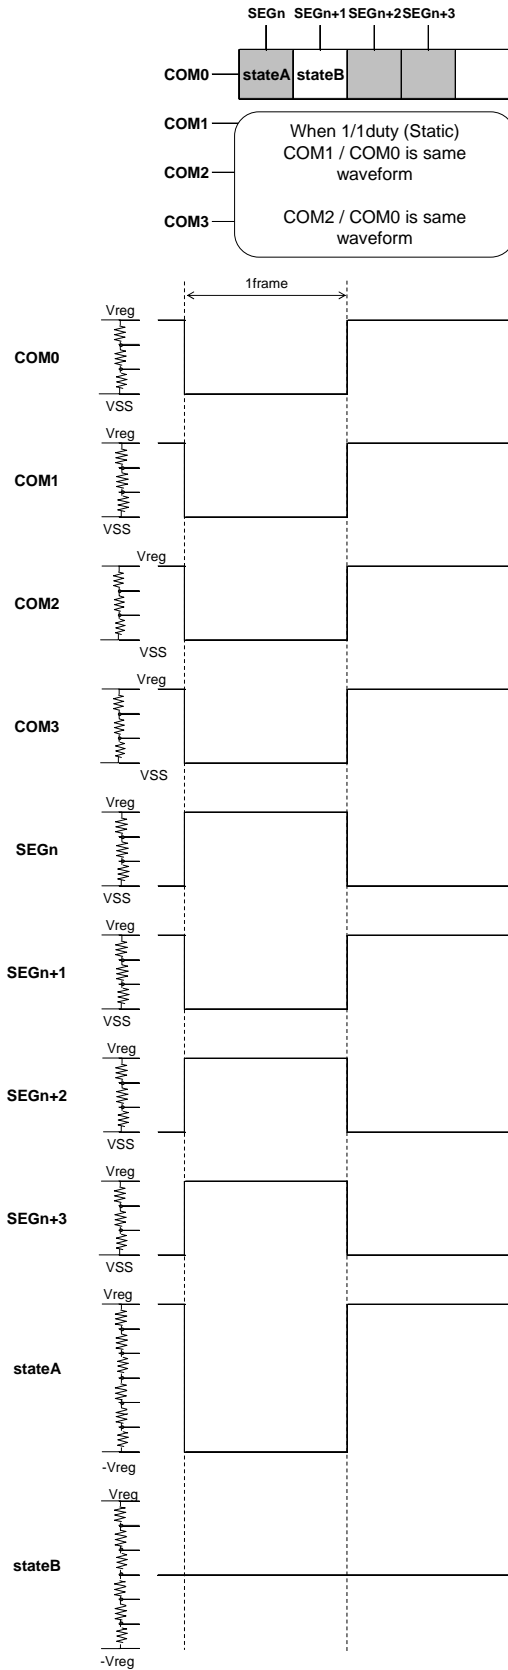 SEGn SEGn+1 SEGn+2 SEGn+3
COM0 stateA stateB
COM1
COM2
COM3
When 1/1duty (Static)
COM1 / COM0 is same
waveform
COM2 / COM0 is same
waveform
1frame
Vreg
COM0
VSS
Vreg
COM1
VSS
Vreg
COM2
VSS
Vreg
COM3
VSS
Vreg
SEGn
VSS
Vreg
SEGn+1
VSS
Vreg
SEGn+2
VSS
Vreg
SEGn+3
VSS
Vreg
stateA
-Vreg
Vreg
stateB
-Vreg